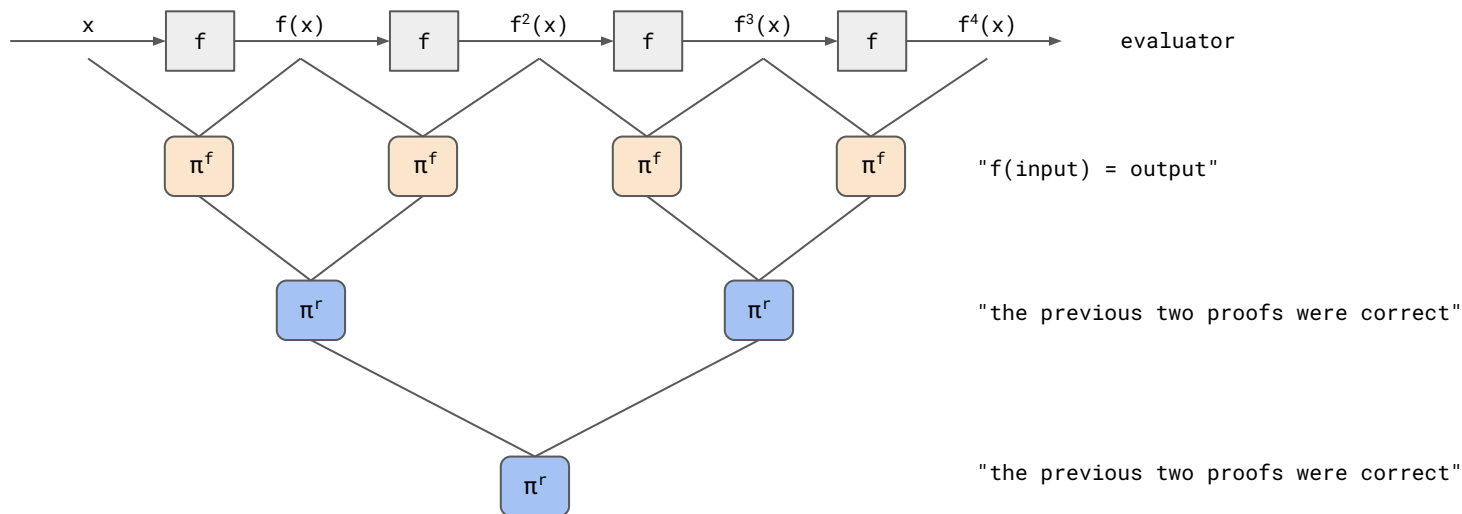 x f f(x) f f²(x) f f³(x) f f⁴(x) evaluator
πᶠ πᶠ πᶠ πᶠ "f(input) = output"
πʳ πʳ "the previous two proofs were correct"
πʳ "the previous two proofs were correct"